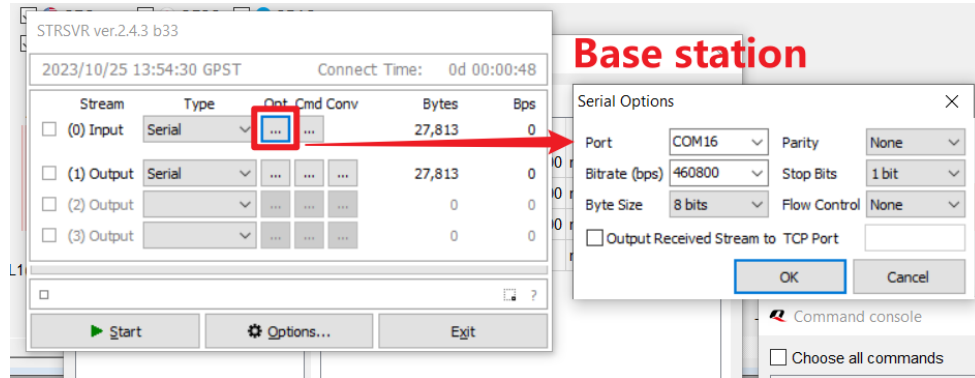 STRSVR ver.2.4.3 b33
2023/10/25 13:54:30 GPST Connect Time: 0d 00:00:48
Stream Type Opt Cmd Conv Bytes Bps
(0) Input Serial ... ... 27,813 0
(1) Output Serial ... ... ... 27,813 0
(2) Output ... ... ... 0 0
(3) Output ... ... ... 0 0
?
Start Options... Exit
Base station
Serial Options
Port COM16 Parity None
Bitrate (bps) 460800 Stop Bits 1 bit
Byte Size 8 bits Flow Control None
Output Received Stream to TCP Port
OK Cancel
Command console
Choose all commands